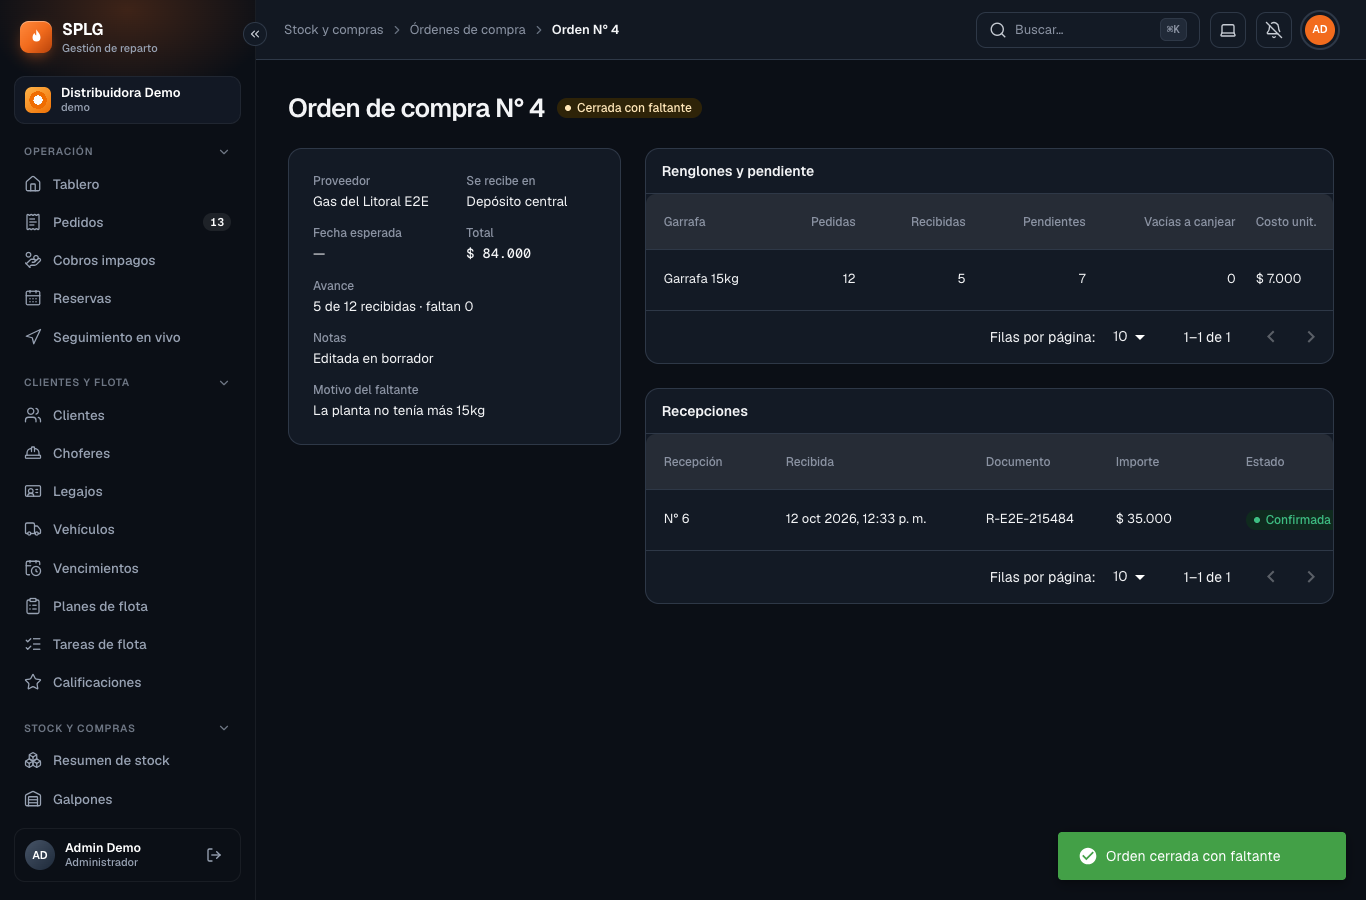 SPLG
Gestión de reparto
Distribuidora Demo
demo
OPERACIÓN
Tablero
Pedidos 13
Cobros impagos
Reservas
Seguimiento en vivo
CLIENTES Y FLOTA
Clientes
Choferes
Legajos
Vehículos
Vencimientos
Planes de flota
Tareas de flota
Calificaciones
STOCK Y COMPRAS
Resumen de stock
Galpones
AD
Admin Demo
Administrador
Stock y compras > Órdenes de compra > Orden N° 4
Buscar... ⌘K
AD
Orden de compra N° 4
Cerrada con faltante
Proveedor Se recibe en
Gas del Litoral E2E Depósito central
Fecha esperada Total
— $ 84.000
Avance
5 de 12 recibidas · faltan 0
Notas
Editada en borrador
Motivo del faltante
La planta no tenía más 15kg
Renglones y pendiente
Garrafa Pedidas Recibidas Pendientes Vacías a canjear Costo unit.
Garrafa 15kg 12 5 7 0 $ 7.000
Filas por página: 10 1–1 de 1
Recepciones
Recepción Recibida Documento Importe Estado
N° 6 12 oct 2026, 12:33 p. m. R-E2E-215484 $ 35.000 Confirmada
Filas por página: 10 1–1 de 1
Orden cerrada con faltante